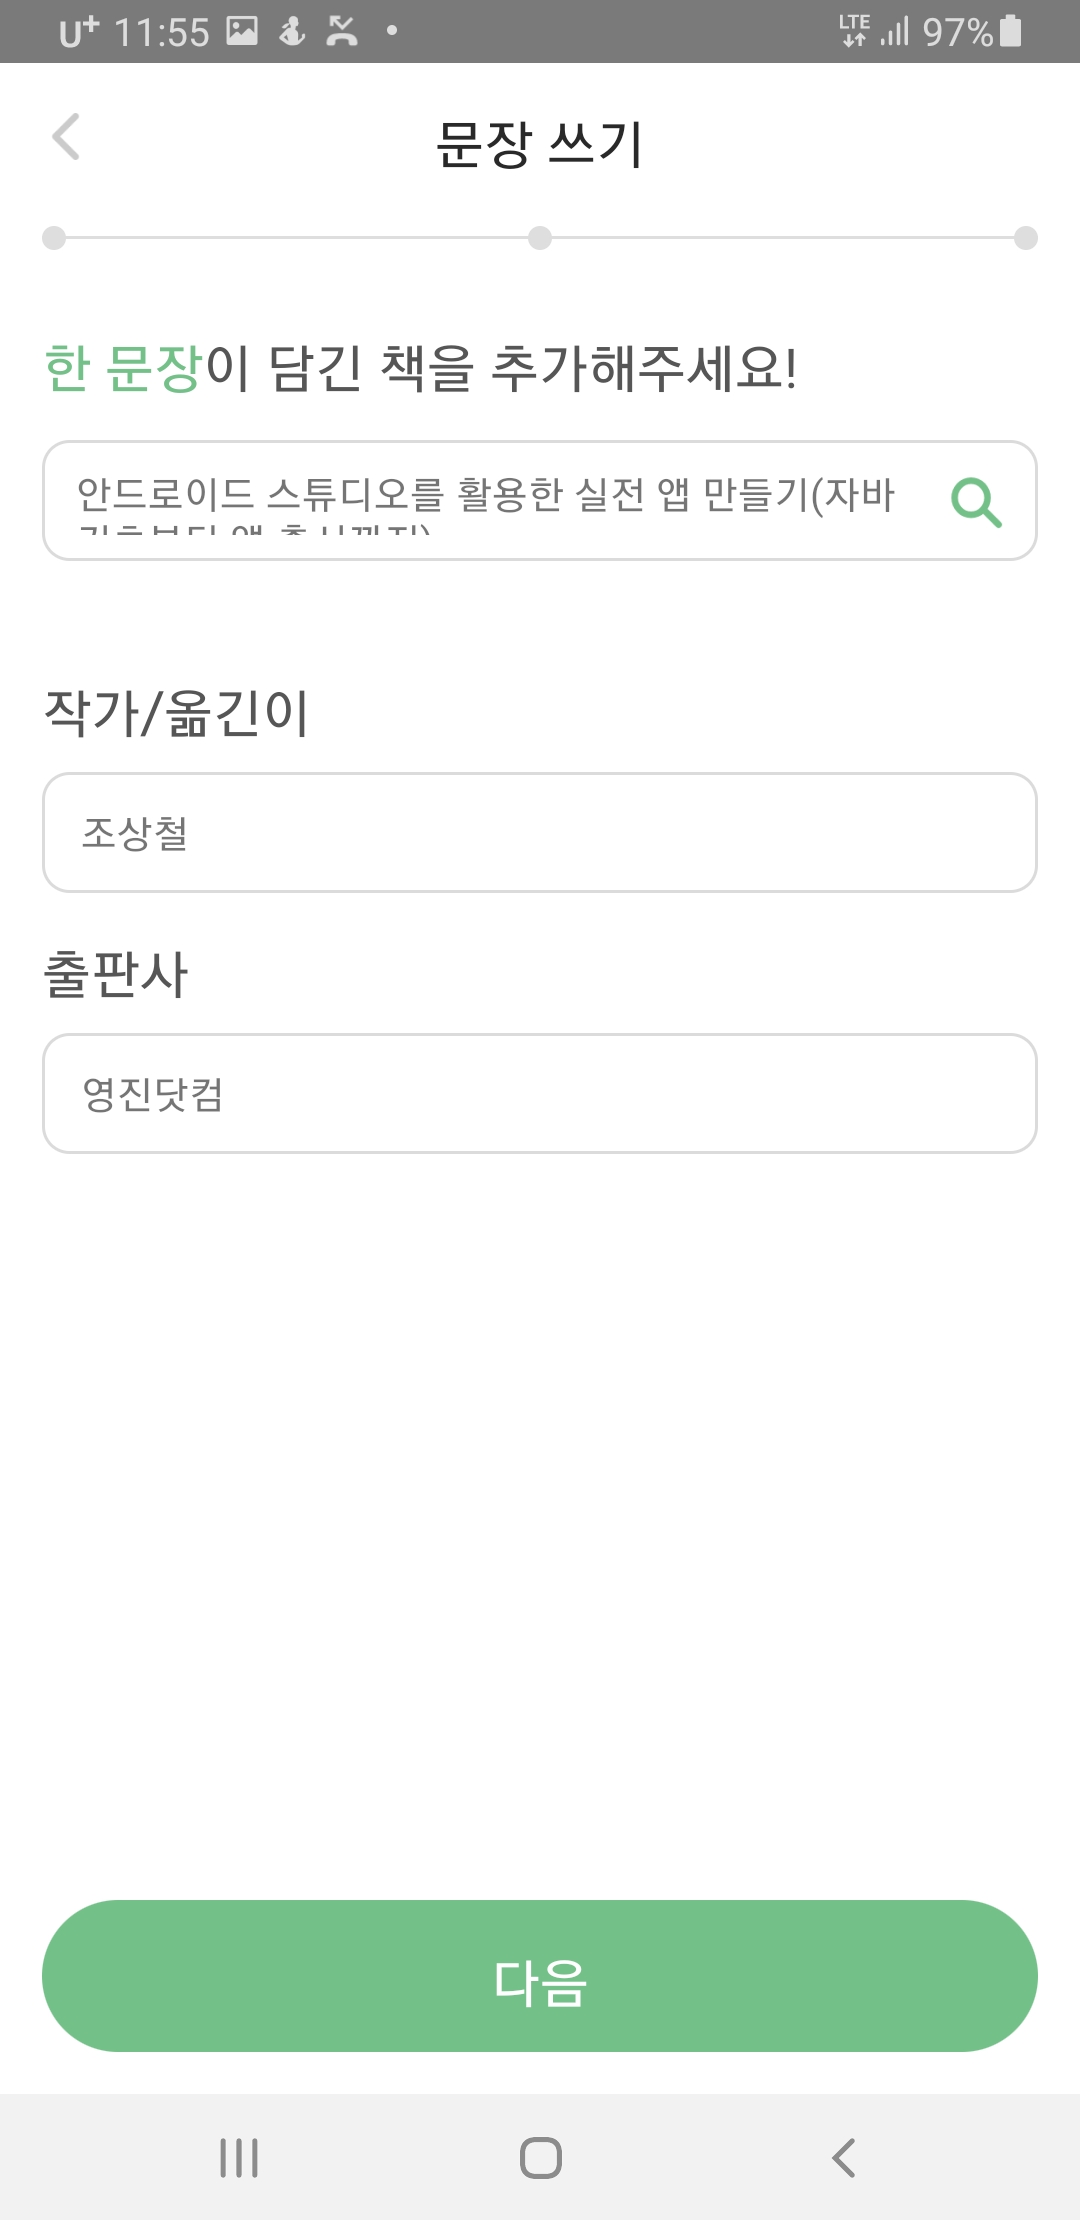 U+ 11:55
LTE 97%
문장 쓰기
한 문장이 담긴 책을 추가해주세요!
안드로이드 스튜디오를 활용한 실전 앱 만들기(자바
작가/옮긴이
조상철
출판사
영진닷컴
다음